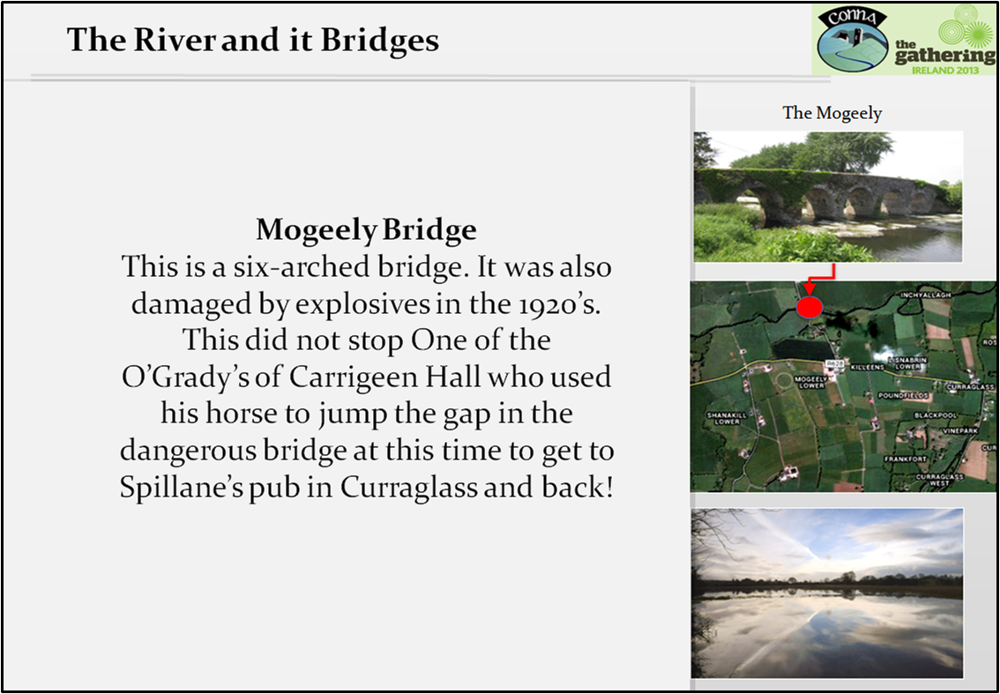 The River and it Bridges
CONNA
the
gathering
IRELAND 2013
Mogeely Bridge
This is a six-arched bridge. It was also
damaged by explosives in the 1920's.
This did not stop One of the
O'Grady's of Carrigeen Hall who used
his horse to jump the gap in the
dangerous bridge at this time to get to
Spillane's pub in Curraglass and back!
The Mogeely
INCHYALLAGH
ROS
R628
KILLEENS
LISNABRIN
LOWER
MOGEELY
LOWER
CURRAGLASS
POUNDFIELDS
SHANAKILL
LOWER
BLACKPOOL
VINEPARK
CUR
FRANKFORT
CURRAGLASS
WEST